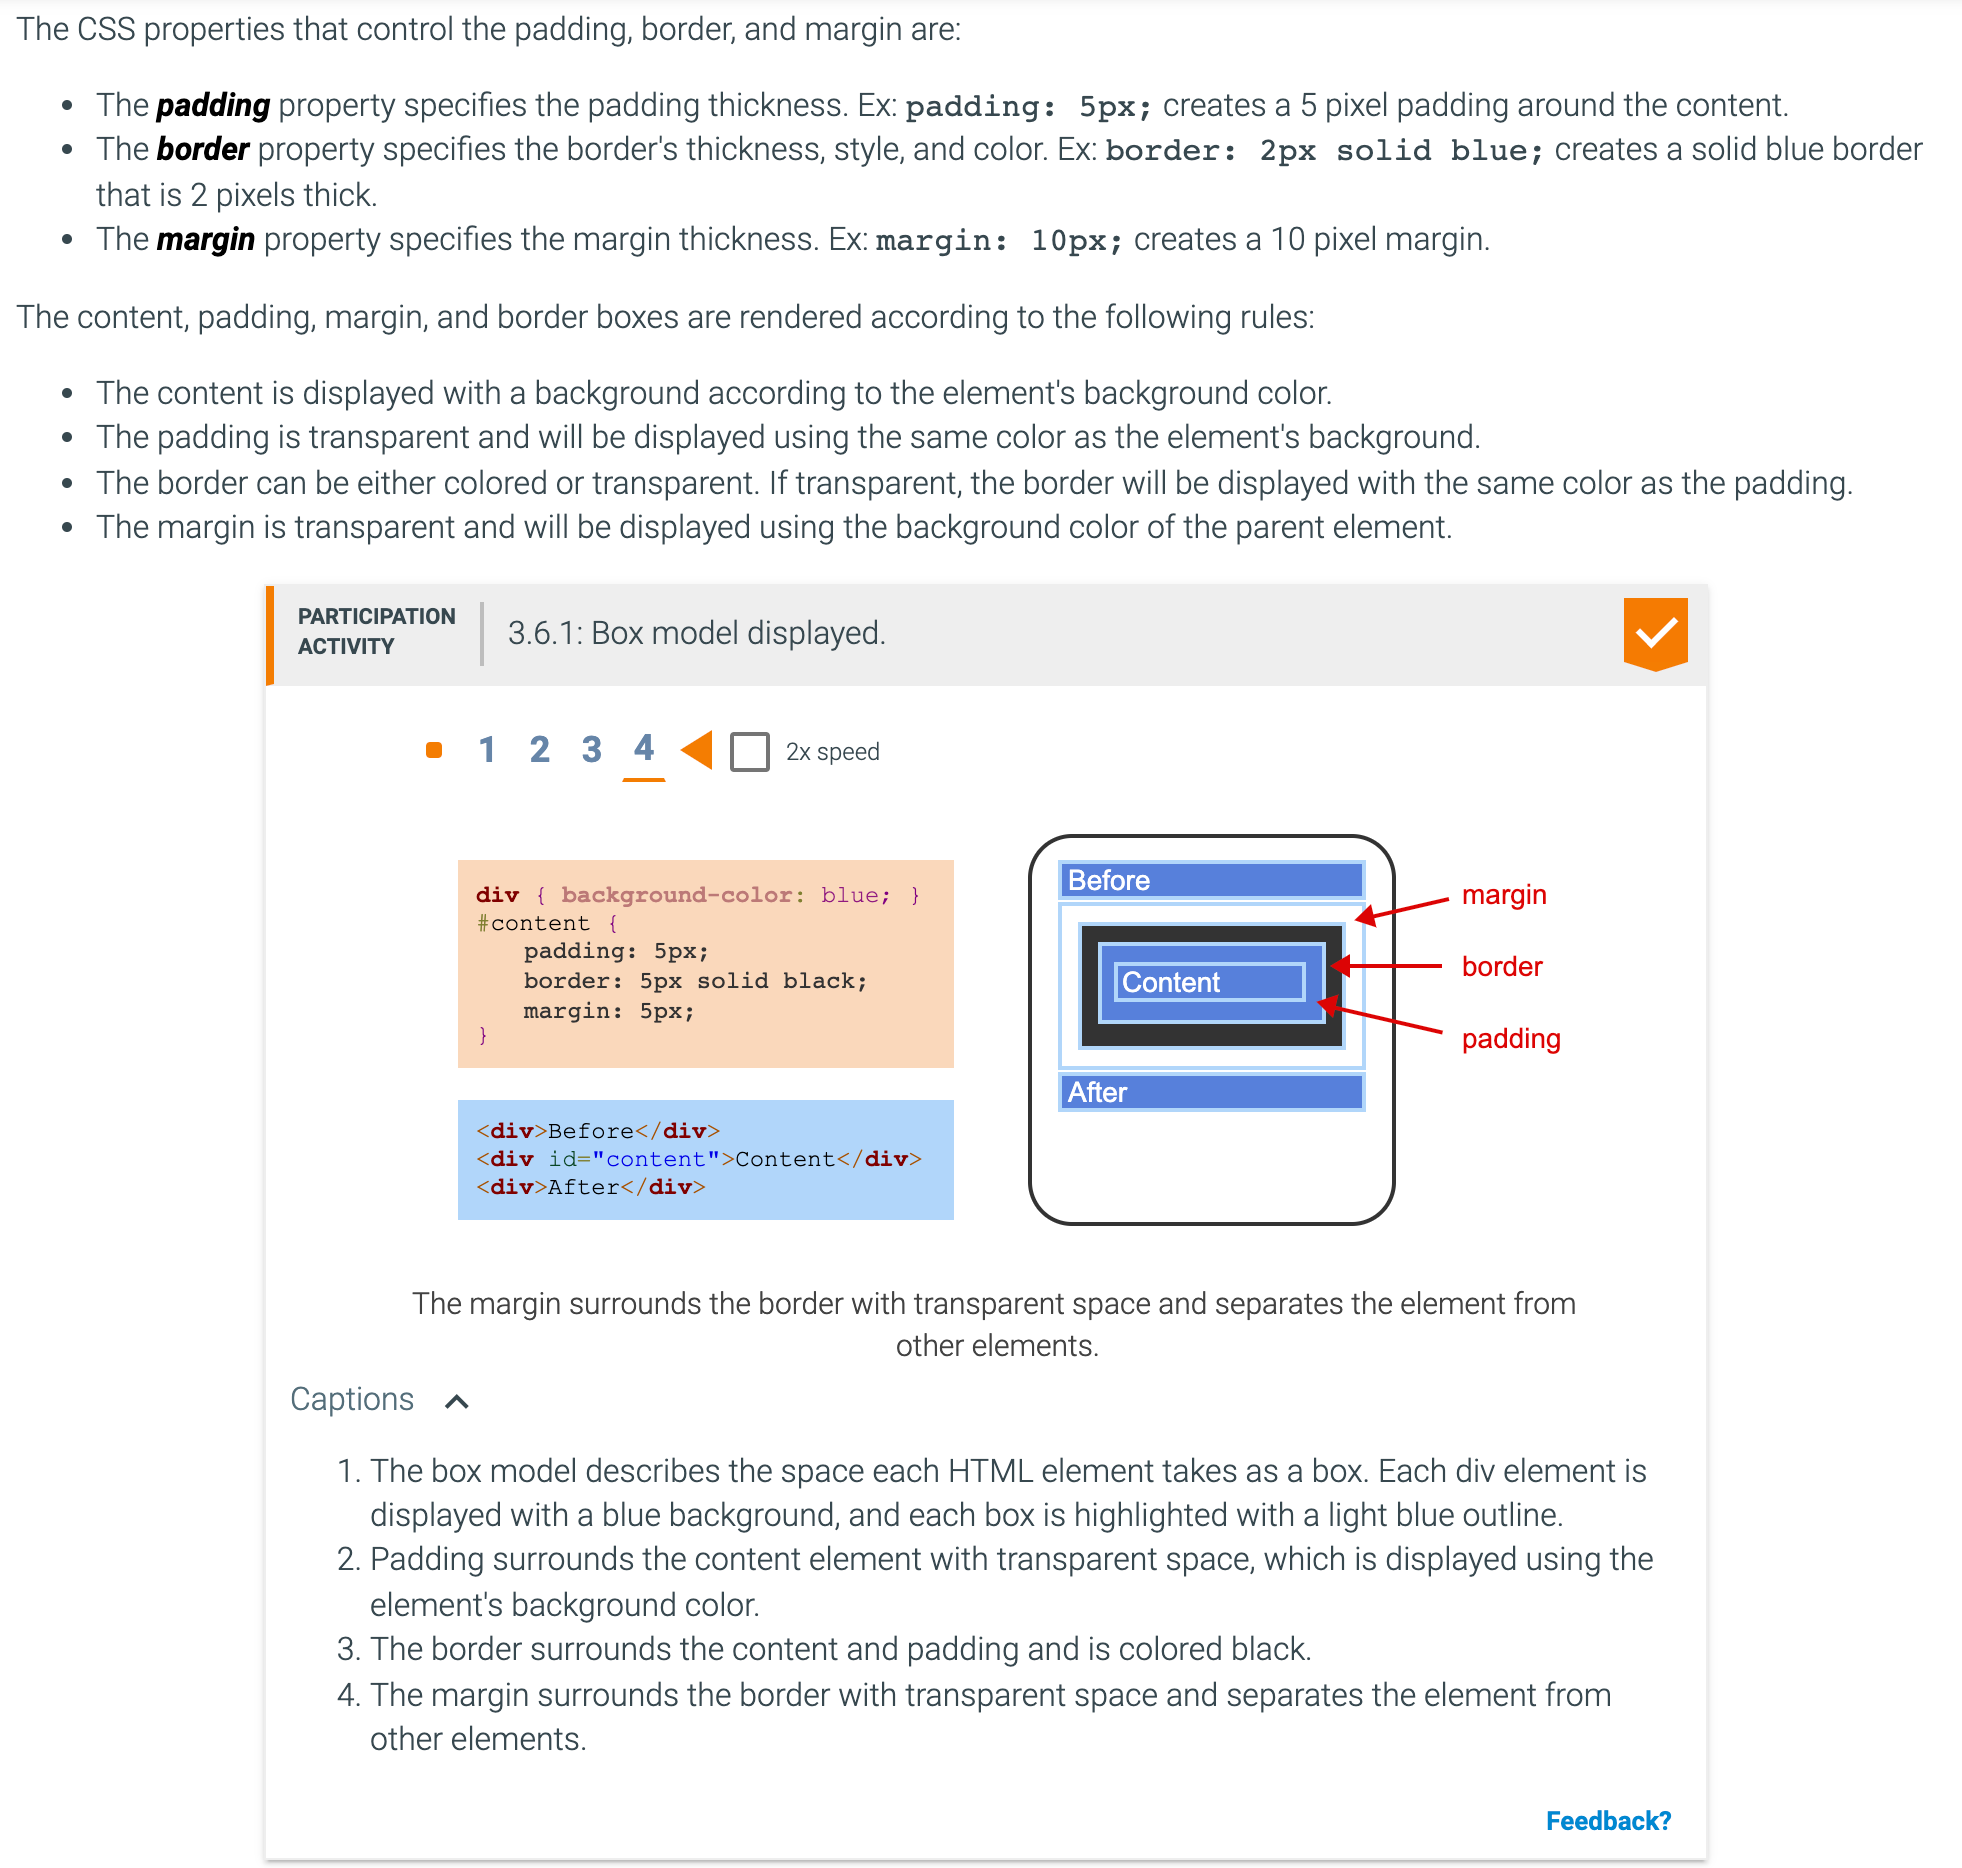 The CSS properties that control the padding, border, and margin are:
• The padding property specifies the padding thickness. Ex: padding: 5px; creates a 5 pixel padding around the content.
• The border property specifies the border's thickness, style, and color. Ex: border: 2px solid blue; creates a solid blue border
that is 2 pixels thick.
• The margin property specifies the margin thickness. Ex: margin: 10px; creates a 10 pixel margin.
The content, padding, margin, and border boxes are rendered according to the following rules:
• The content is displayed with a background according to the element's background color.
• The padding is transparent and will be displayed using the same color as the element's background.
• The border can be either colored or transparent. If transparent, the border will be displayed with the same color as the padding.
• The margin is transparent and will be displayed using the background color of the parent element.
PARTICIPATION
ACTIVITY
3.6.1: Box model displayed.
1 2 3 4 2x speed
div { background-color: blue; }
#content {
padding: 5px;
border: 5px solid black;
margin: 5px;
}
<div>Before</div>
<div id="content">Content</div>
<div>After</div>
Before
Content
After
margin
border
padding
The margin surrounds the border with transparent space and separates the element from
other elements.
Captions
1. The box model describes the space each HTML element takes as a box. Each div element is
displayed with a blue background, and each box is highlighted with a light blue outline.
2. Padding surrounds the content element with transparent space, which is displayed using the
element's background color.
3. The border surrounds the content and padding and is colored black.
4. The margin surrounds the border with transparent space and separates the element from
other elements.
Feedback?